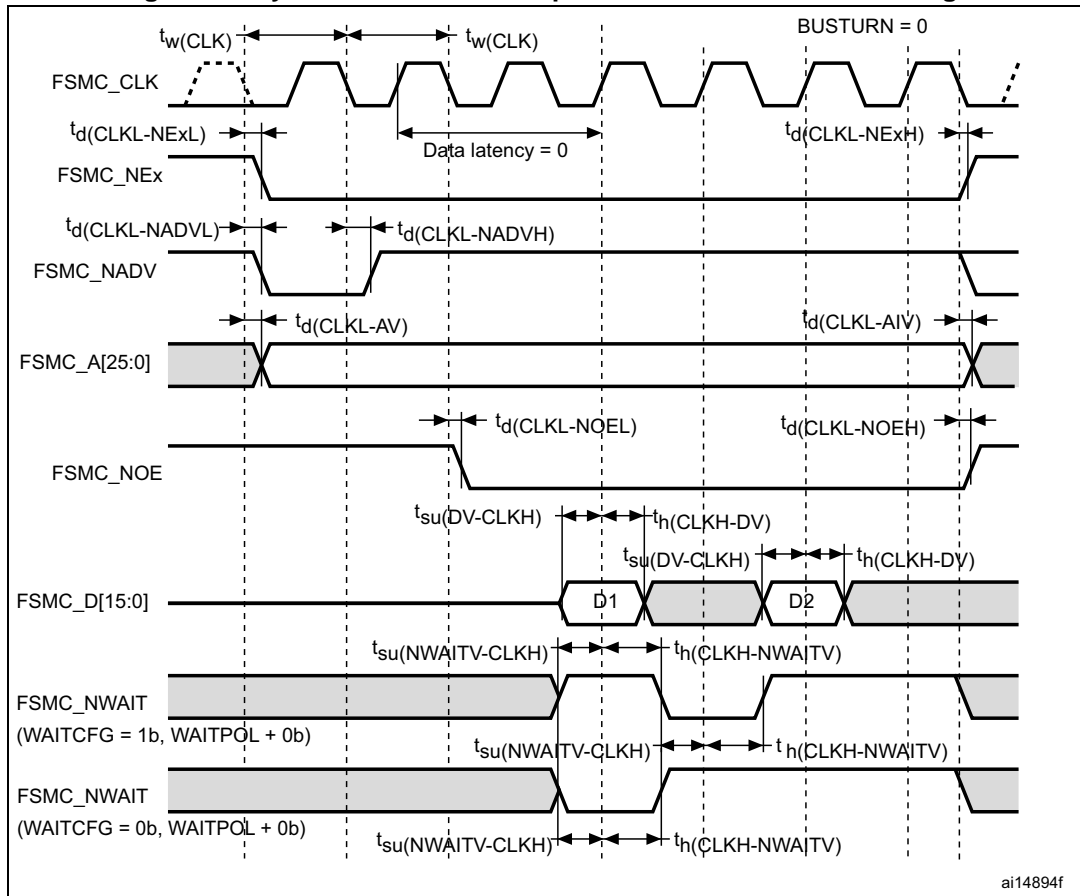 BUSTURN = 0
tw(CLK) tw(CLK)
FSMC_CLK
td(CLKL-NExL) Data latency = 0 td(CLKL-NExH)
FSMC_NEx
td(CLKL-NADVL) td(CLKL-NADVH)
FSMC_NADV
td(CLKL-AV) td(CLKL-AIV)
FSMC_A[25:0]
td(CLKL-NOEL) td(CLKL-NOEH)
FSMC_NOE
tsu(DV-CLKH) th(CLKH-DV)
tsu(DV-CLKH) th(CLKH-DV)
FSMC_D[15:0] D1 D2
tsu(NWAITV-CLKH) th(CLKH-NWAITV)
FSMC_NWAIT
(WAITCFG = 1b, WAITPOL + 0b)
tsu(NWAITV-CLKH) th(CLKH-NWAITV)
FSMC_NWAIT
(WAITCFG = 0b, WAITPOL + 0b)
tsu(NWAITV-CLKH) th(CLKH-NWAITV)
ai14894f